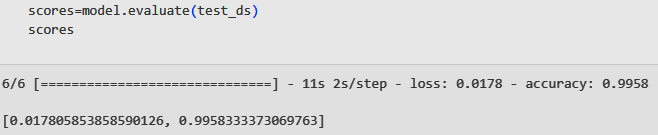 scores=model.evaluate(test_ds)
scores
6/6 [==============================] - 11s 2s/step - loss: 0.0178 - accuracy: 0.9958
[0.017805853858590126, 0.9958333373069763]